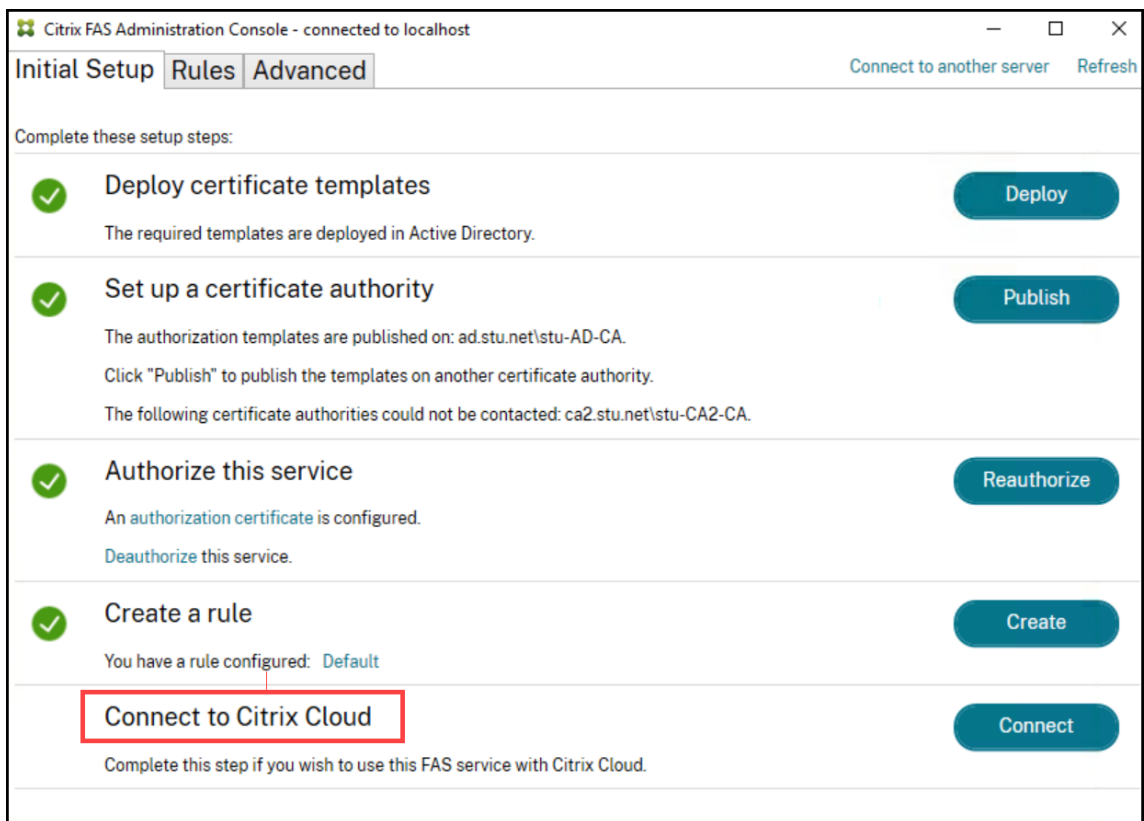 Citrix FAS Administration Console - connected to localhost
Initial Setup Rules Advanced Connect to another server Refresh
Complete these setup steps:
Deploy certificate templates
Deploy
The required templates are deployed in Active Directory.
Set up a certificate authority
Publish
The authorization templates are published on: ad.stu.net\stu-AD-CA.
Click "Publish" to publish the templates on another certificate authority.
The following certificate authorities could not be contacted: ca2.stu.net\stu-CA2-CA.
Authorize this service
Reauthorize
An authorization certificate is configured.
Deauthorize this service.
Create a rule
Create
You have a rule configured: Default
Connect to Citrix Cloud
Connect
Complete this step if you wish to use this FAS service with Citrix Cloud.